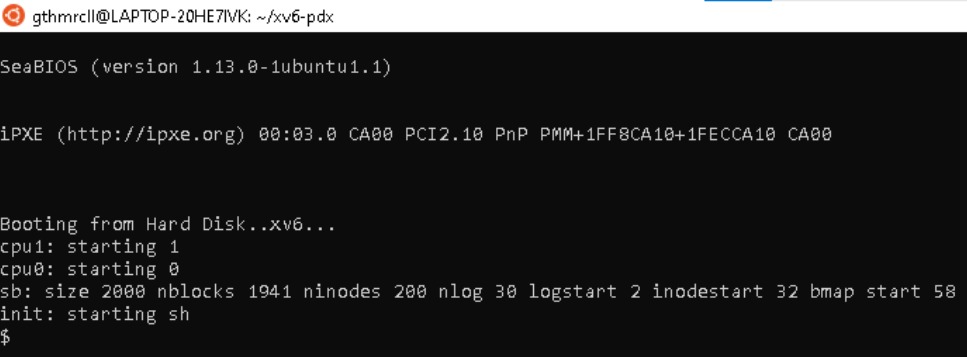 gthmrcll@LAPTOP-20HE7IVK: ~/xv6-pdx
SeaBIOS (version 1.13.0-1ubuntu1.1)
iPXE (http://ipxe.org) 00:03.0 CA00 PCI2.10 PnP PMM+1FF8CA10+1FECCA10 CA00
Booting from Hard Disk..xv6...
cpu1: starting 1
cpu0: starting 0
sb: size 2000 nblocks 1941 ninodes 200 nlog 30 logstart 2 inodestart 32 bmap start 58
init: starting sh
$